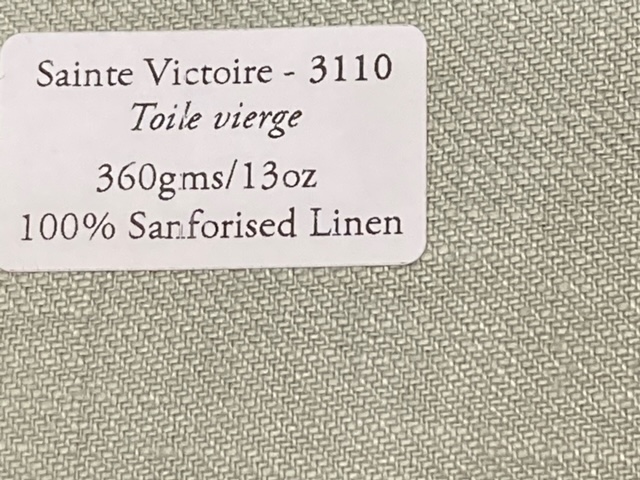 Sainte Victoire - 3110
Toile vierge
360gms/13oz
100% Sanforised Linen